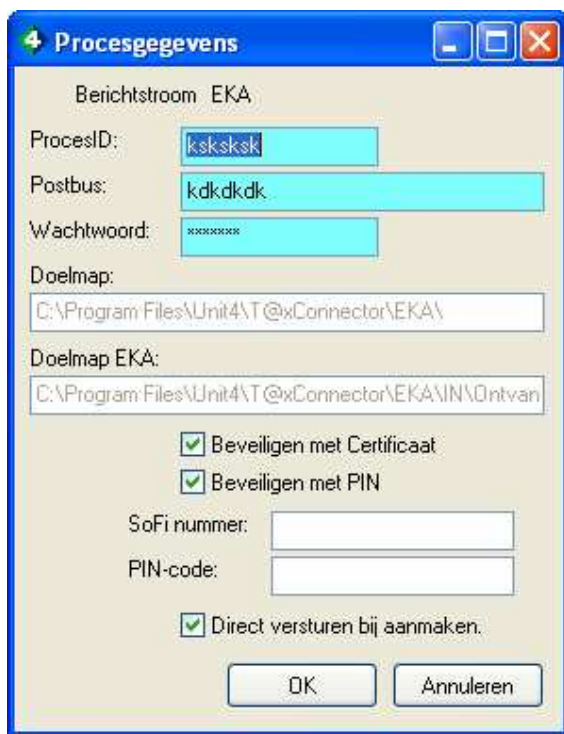 4 Procesgegevens
Berichtstroom EKA
ProcesID: ksksksk
Postbus: kdkdkdk
Wachtwoord: *******
Doelmap:
C:\Program Files\Unit4\T@xConnector\EKA\
Doelmap EKA:
C:\Program Files\Unit4\T@xConnector\EKA\IN\Ontvan
Beveiligen met Certificaat
Beveiligen met PIN
SoFi nummer:
PIN-code:
Direct versturen bij aanmaken.
OK Annuleren